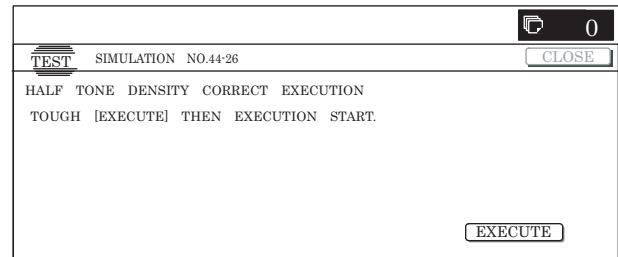 0
TEST SIMULATION NO.44-26 CLOSE
HALF TONE DENSITY CORRECT EXECUTION
TOUGH [EXECUTE] THEN EXECUTION START.
EXECUTE